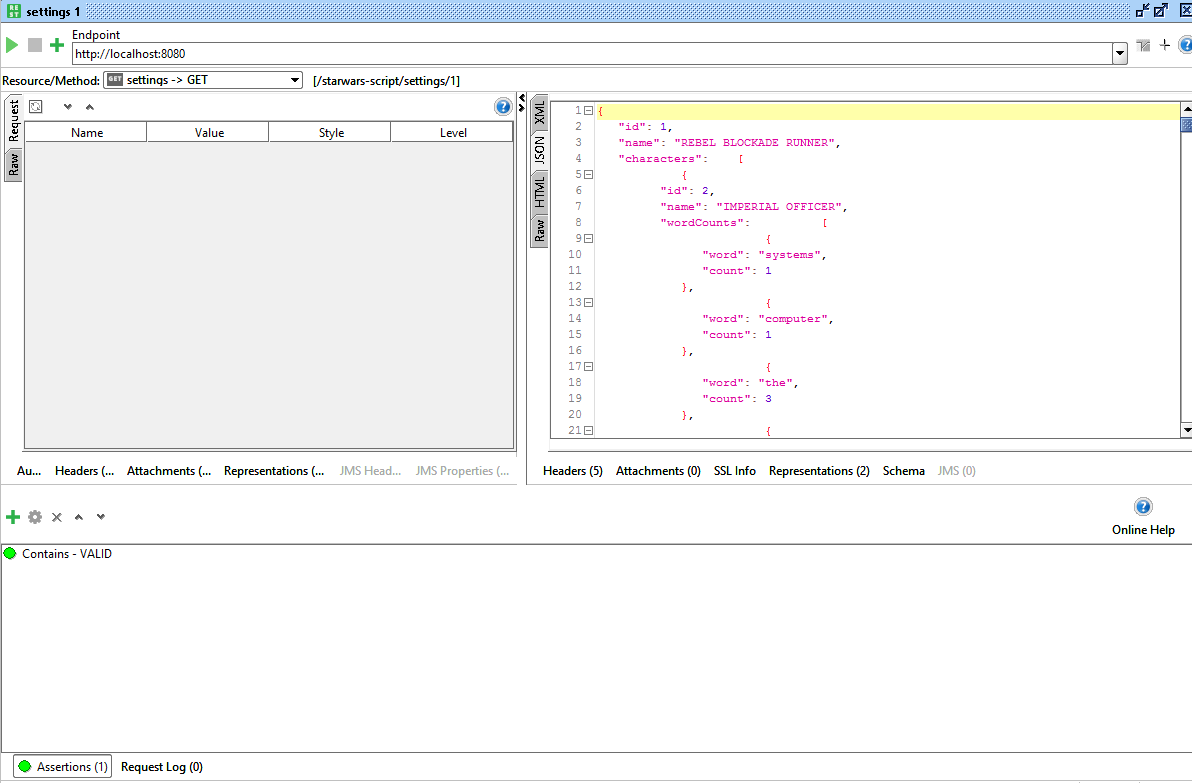 RE ST settings 1
Endpoint
http://localhost:8080
Resource/Method: GET settings -> GET [/starwars-script/settings/1]
Request
Raw
Name Value Style Level
XML
JSON
HTML
Raw
1 {
2 "id": 1,
3 "name": "REBEL BLOCKADE RUNNER",
4 "characters": [
5 {
6 "id": 2,
7 "name": "IMPERIAL OFFICER",
8 "wordCounts": [
9 {
10 "word": "systems",
11 "count": 1
12 },
13 {
14 "word": "computer",
15 "count": 1
16 },
17 {
18 "word": "the",
19 "count": 3
20 },
21 {
Au... Headers (... Attachments (... Representations (... JMS Head... JMS Properties (...
Headers (5) Attachments (0) SSL Info Representations (2) Schema JMS (0)
Online Help
Contains - VALID
Assertions (1) Request Log (0)